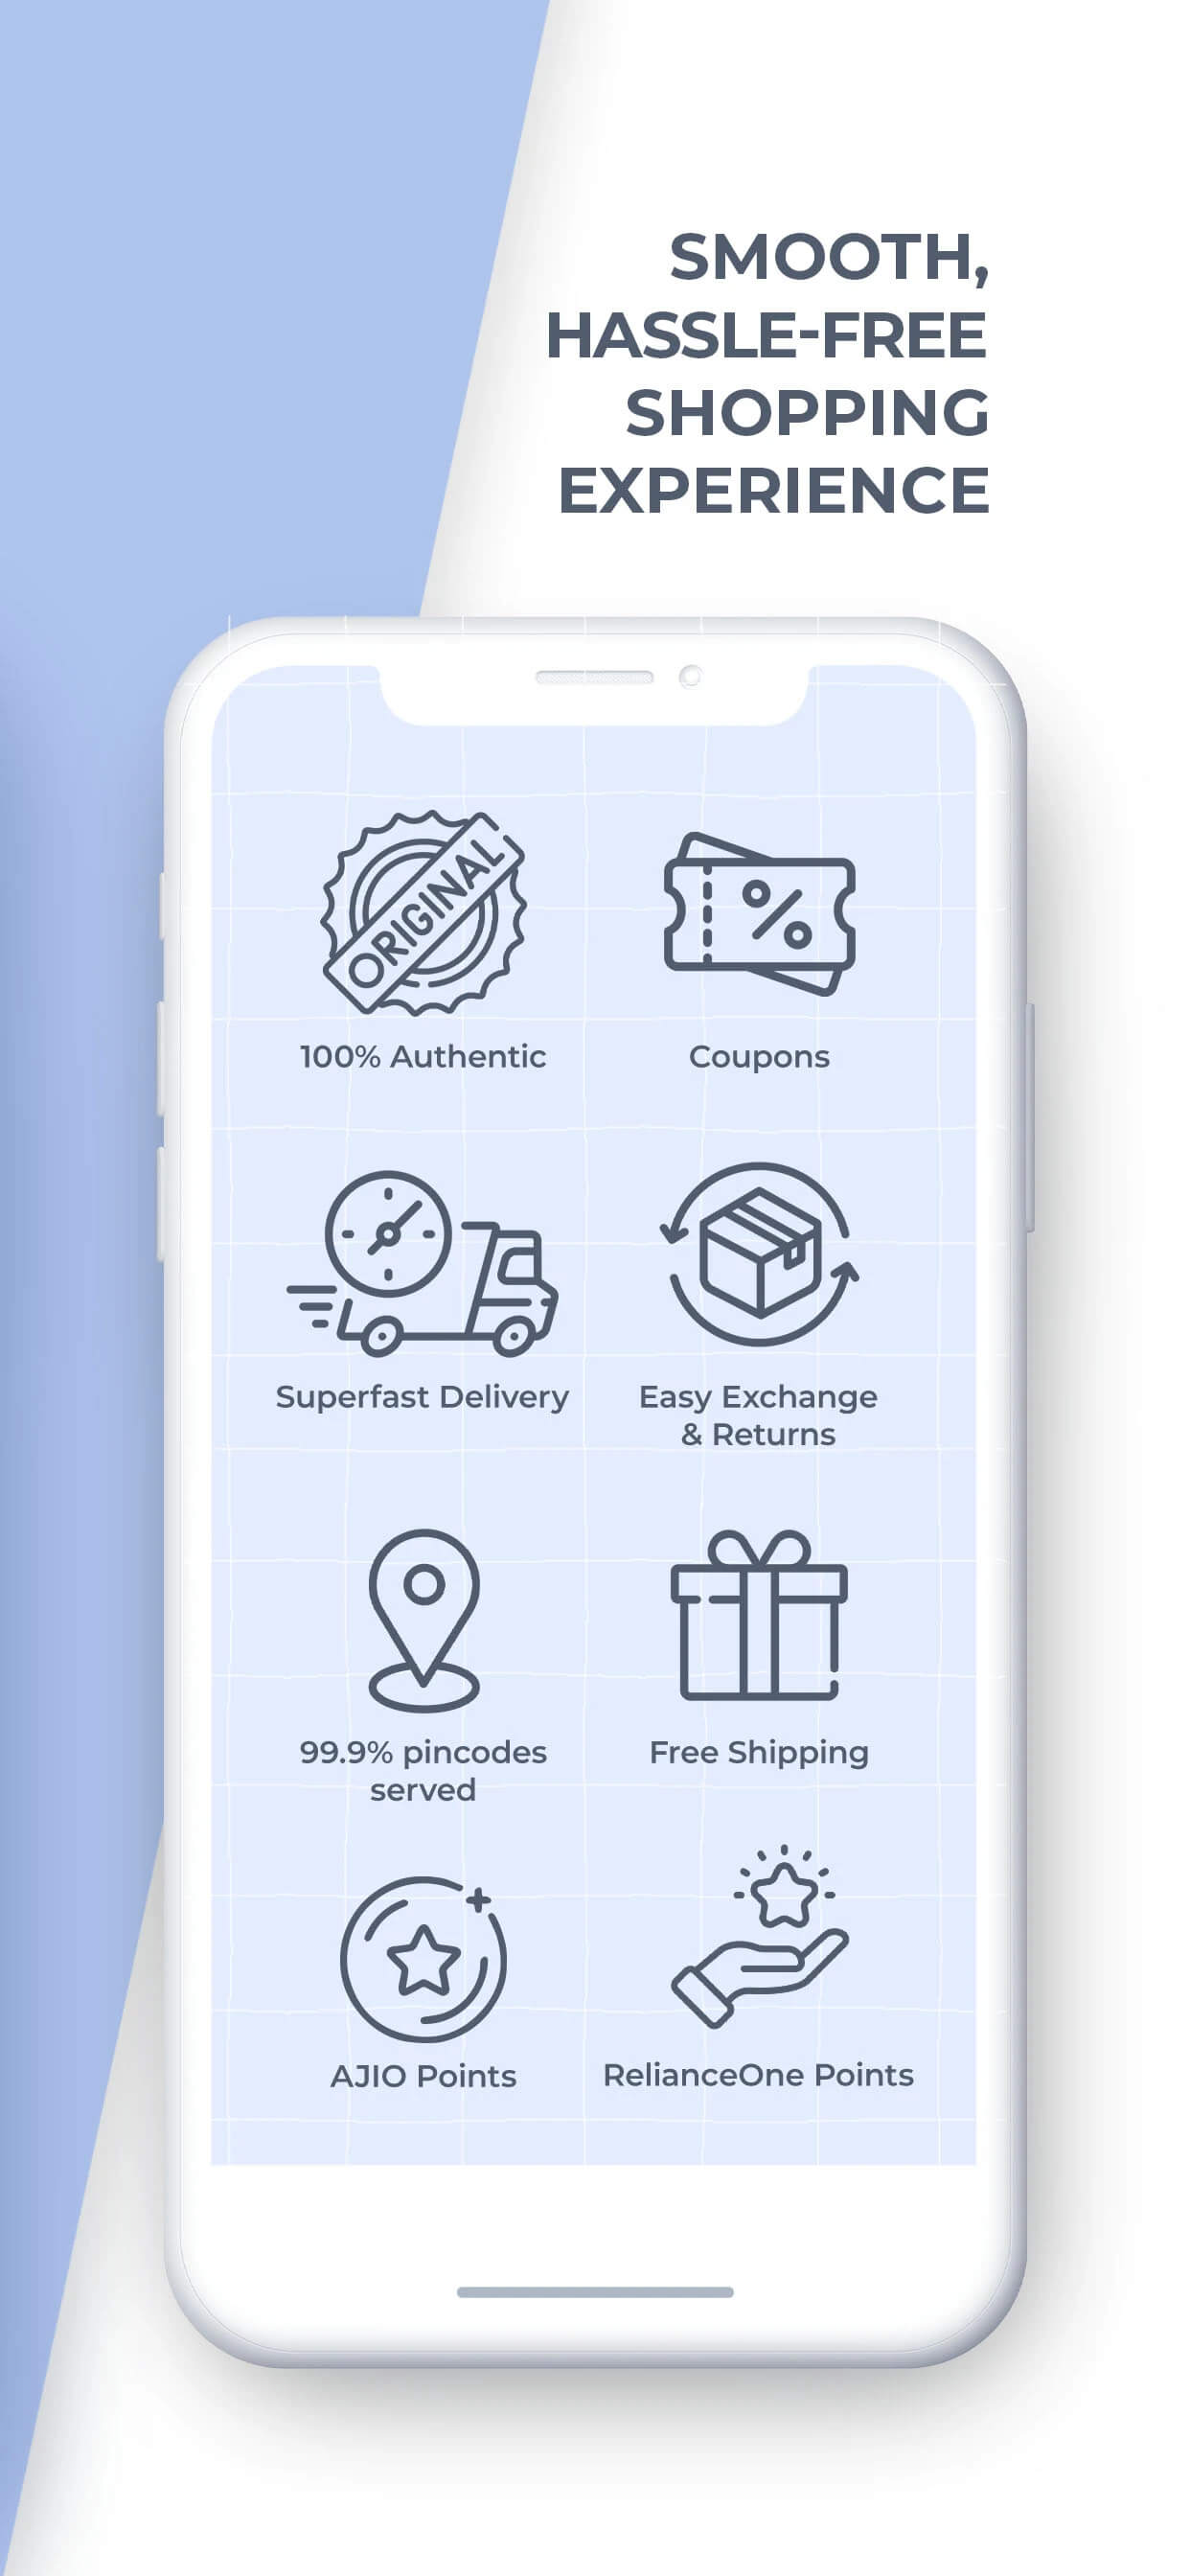 SMOOTH,
HASSLE-FREE
SHOPPING
EXPERIENCE
ORIGINAL
%
100% Authentic
Coupons
Superfast Delivery
Easy Exchange
& Returns
99.9% pincodes
served
Free Shipping
AJIO Points
RelianceOne Points